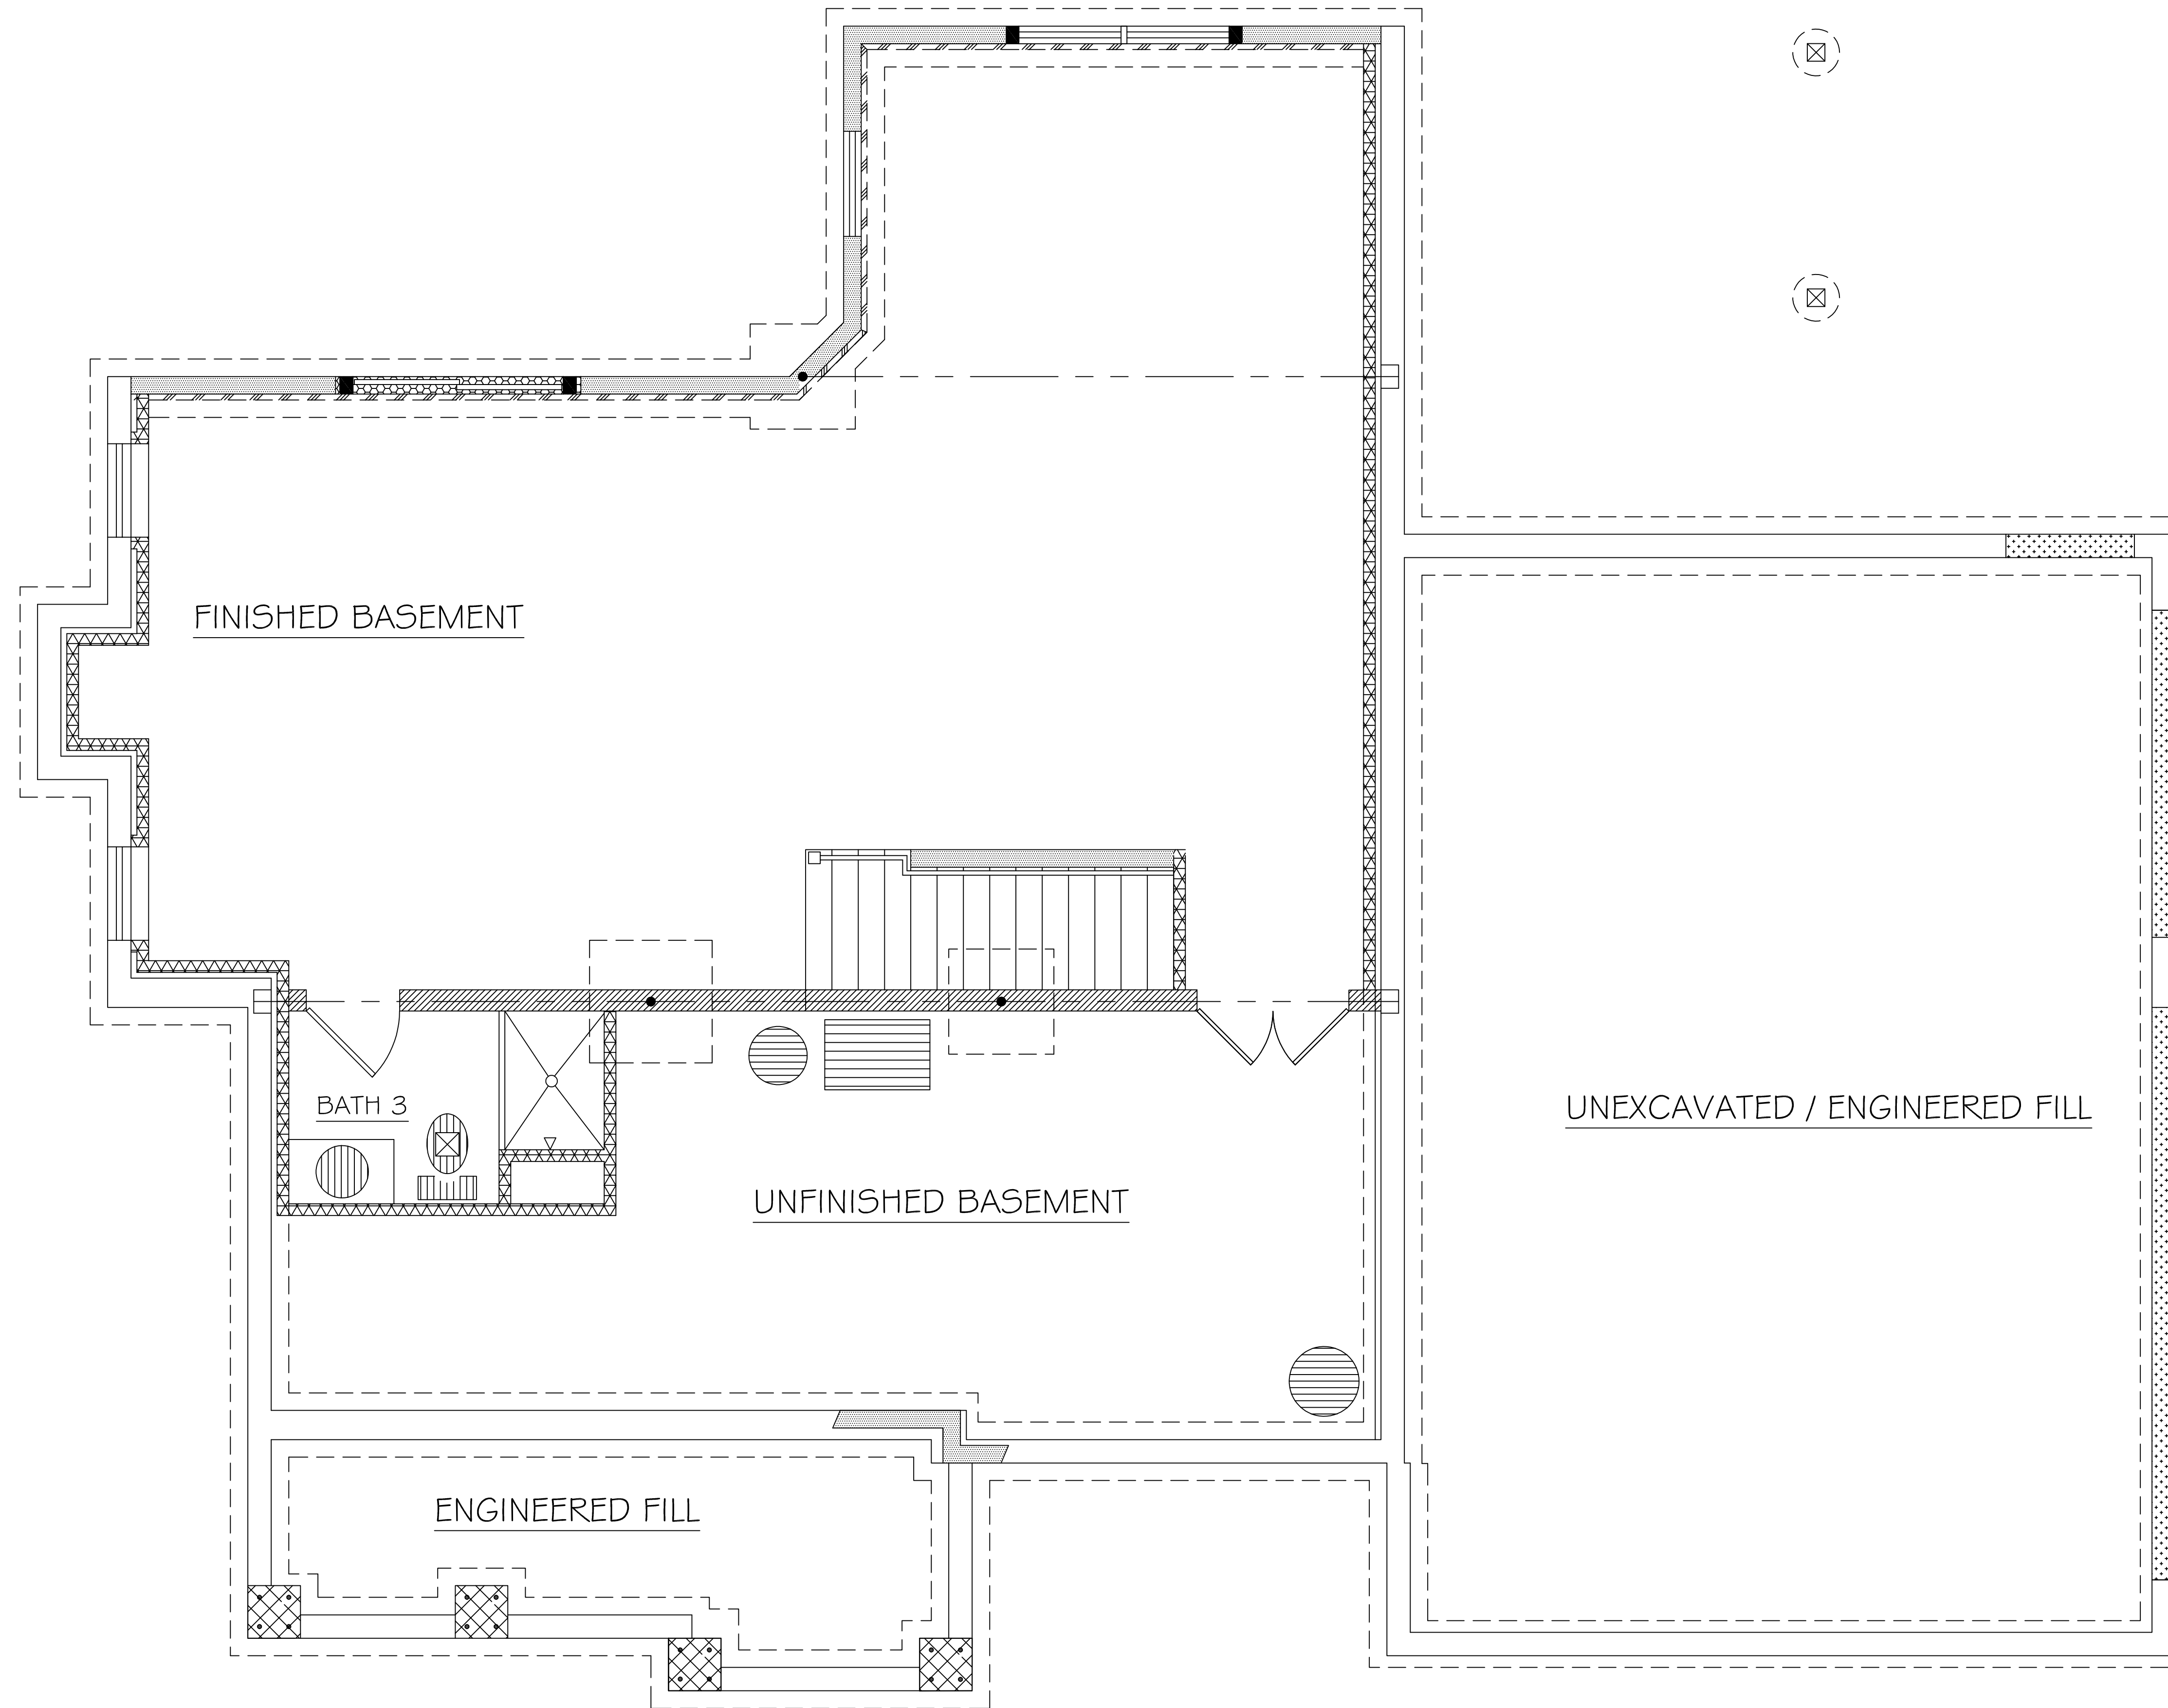 FINISHED BASEMENT
BATH 3
UNEXCAVATED / ENGINEERED FILL
UNFINISHED BASEMENT
ENGINEERED FILL